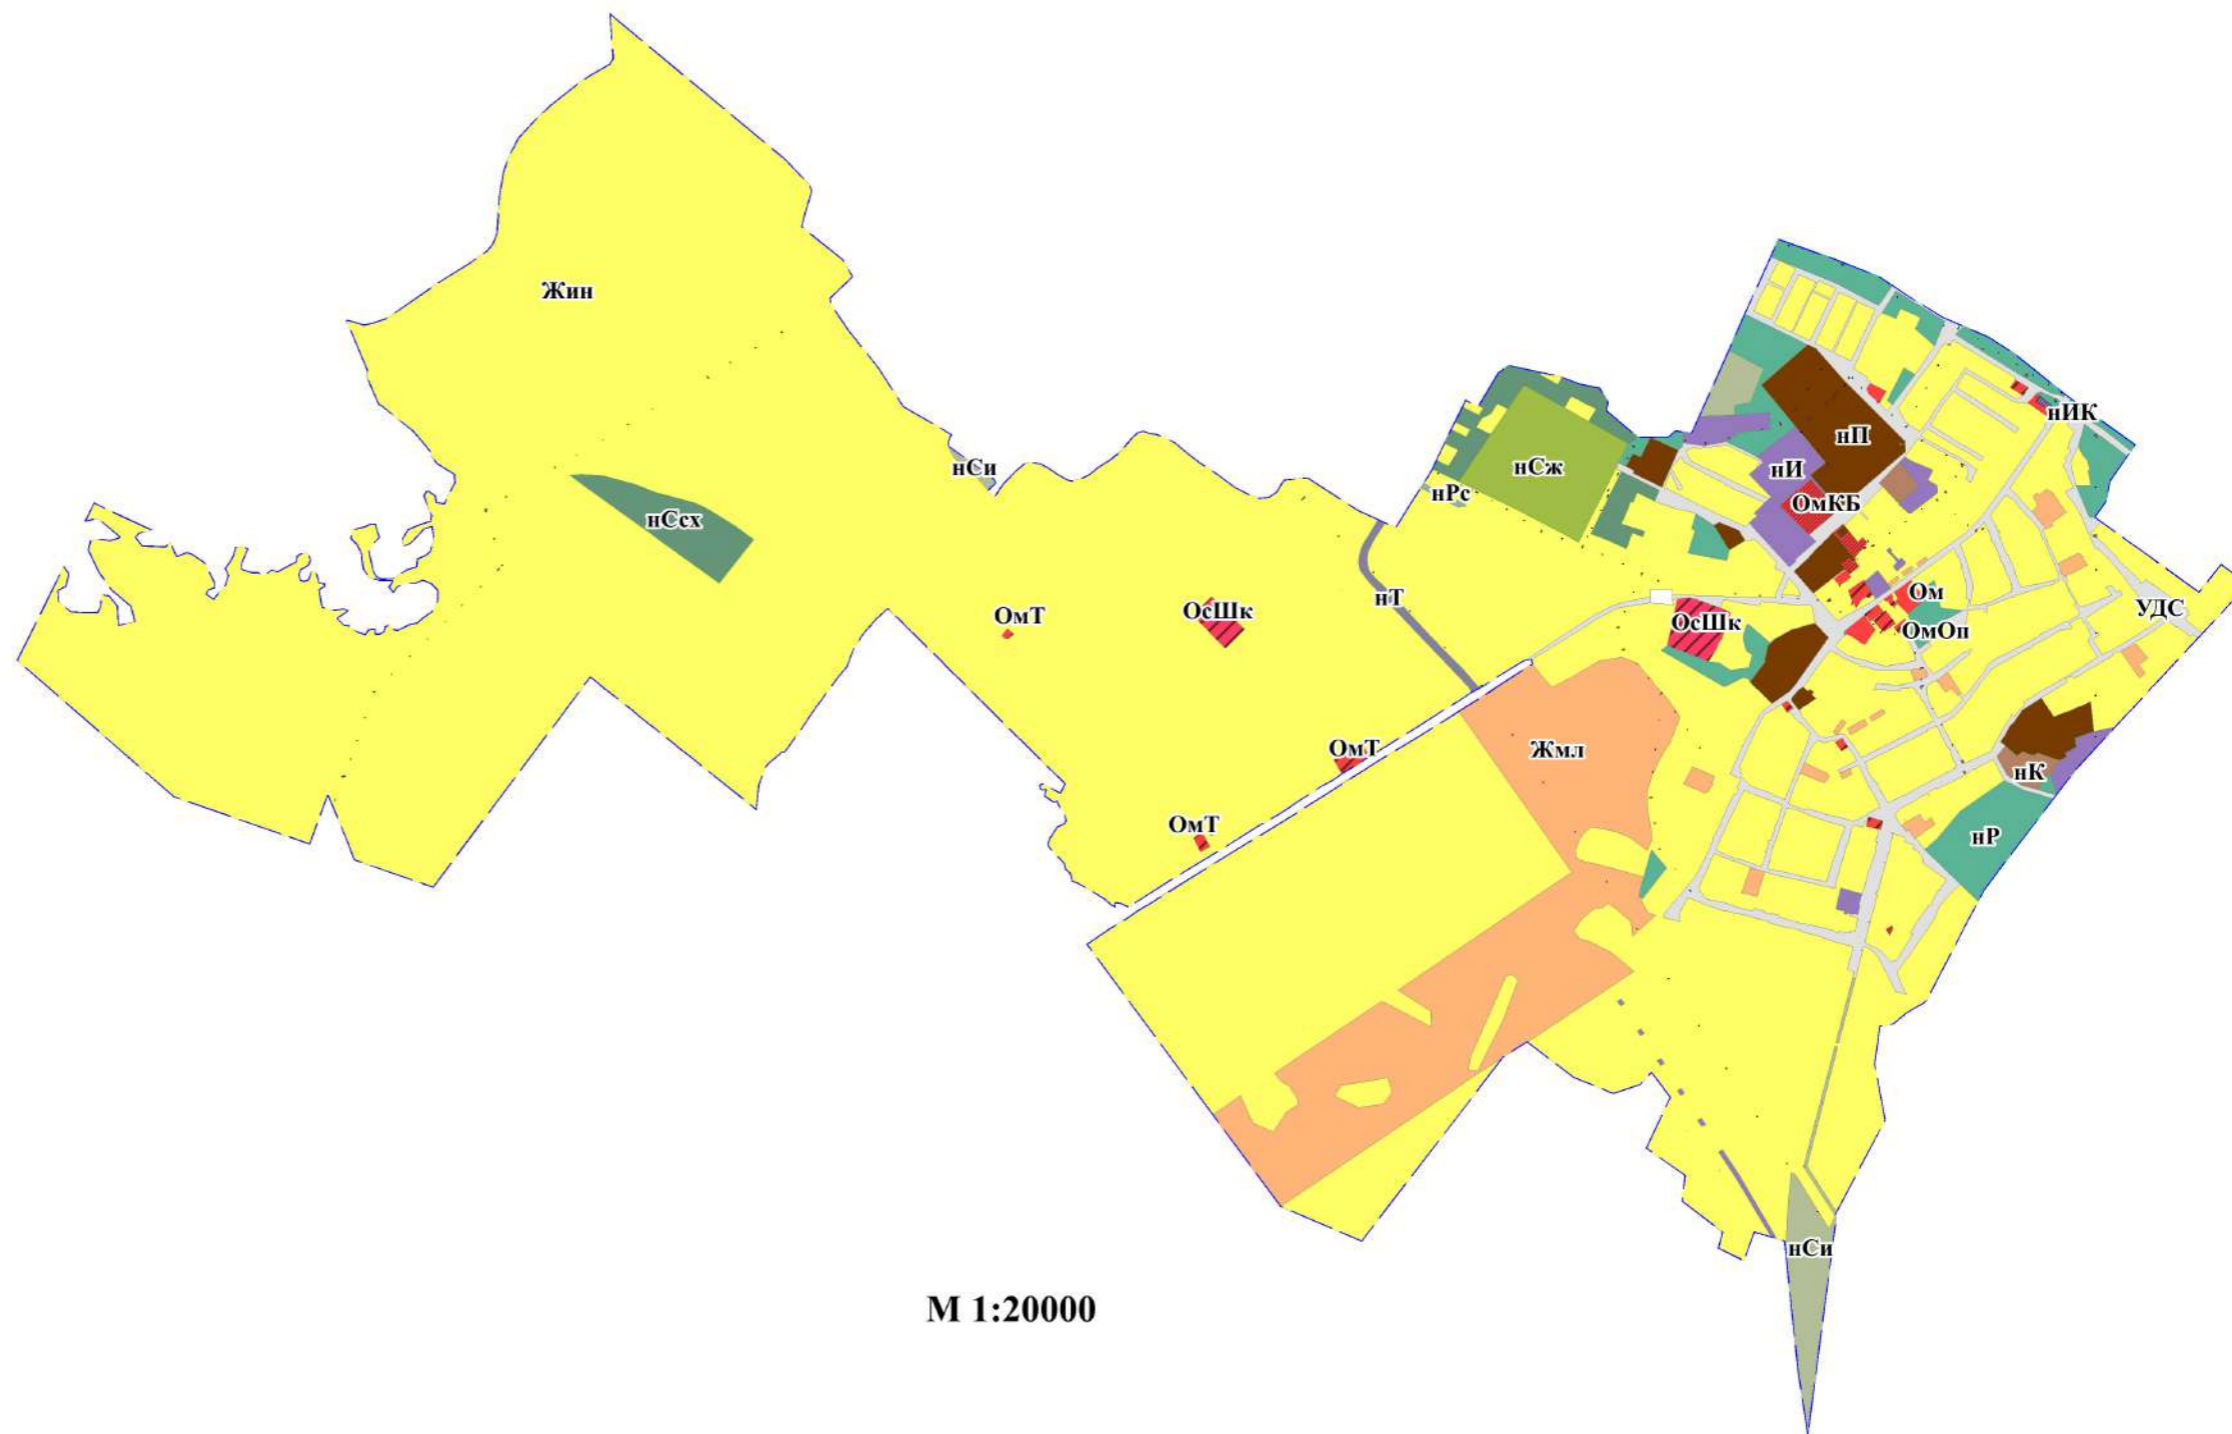 Жин
нИК
нП
нСи
нСж
нИ
нРс
ОмКБ
нСсх
Ом
нТ
УДС
ОмТ
ОсШк
ОсШк
ОмОп
ОмТ
Жмл
нК
ОмТ
нР
нСи
М 1:20000